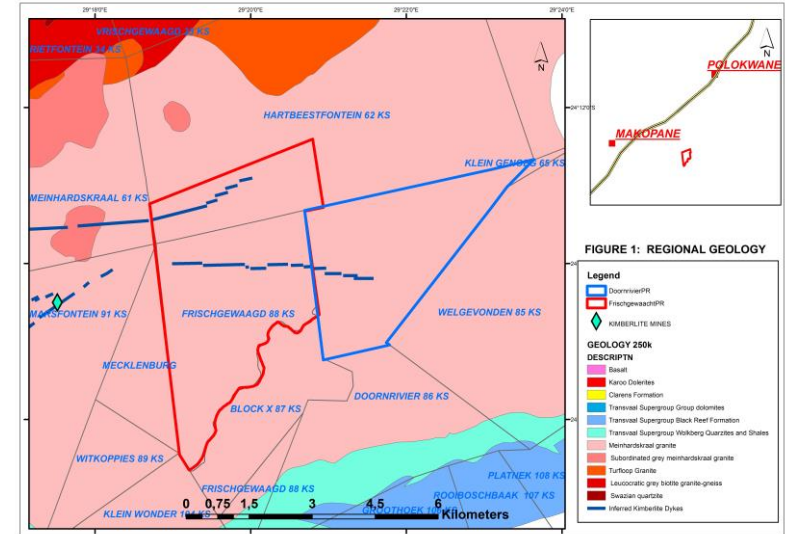 29°18'0"E
29°20'0"E
29°22'0"E
29°24'0"E
VRISCHGEWAAGD
RIETFONTEIN
KS
HARTBEESTFONTEIN 62 KS
24°12'0"S
KLEIN GENOEG 65 KS
MEINHARDSKRAAL 61 KS
MARSFONTEIN 91 KS
FRISCHGEWAAGD 88 KS
WELGEVONDEN 85 KS
MECKLENBURG
DOORNRIVIER 86 KS
BLOCK X 87 KS
WITKOPPIES 89 KS
FRISCHGEWAAGD 88 KS
PLATHEK 108 KS
ROOIBOSCHBAAK 107 KS
KLEIN WONDER
GROOTHOEK
0 0,75 1,5 3 4,5 6
Kilometers
N
N
POLOKWANE
MAKOPANE
FIGURE 1: REGIONAL GEOLOGY
Legend
DoornrivierPR
FrischgewaachtPR
KIMBERLITE MINES
GEOLOGY 250k
DESCRIPTN
Basalt
Karoo Dolerites
Clarens Formation
Transvaal Supergroup Group dolomites
Transvaal Supergroup Black Reef Formation
Transvaal Supergroup Wolkberg Quarzites and Shales
Meinhardskraal granite
Subordinated grey meinhardskraal granite
Turfloop Granite
Leucocratic grey biotite granite-gneiss
Swazian quartzite
Inferred Kimberlite Dykes